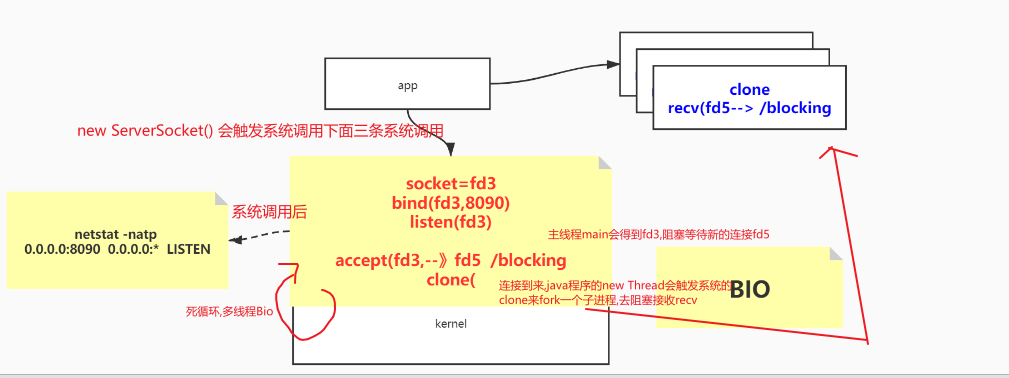 app
clone
recv(fd5--> /blocking
new ServerSocket() 会触发系统调用下面三条系统调用
socket=fd3
bind(fd3,8090)
listen(fd3)
系统调用后
netstat -natp
0.0.0.0:8090 0.0.0.0:* LISTEN
主线程main会得到fd3,阻塞等待新的连接fd5
accept(fd3,--》fd5 /blocking
clone(
连接到来,java程序的new Thread会触发系统的
clone来fork一个子进程,去阻塞接收recv
BIO
死循环,多线程Bio
kernel